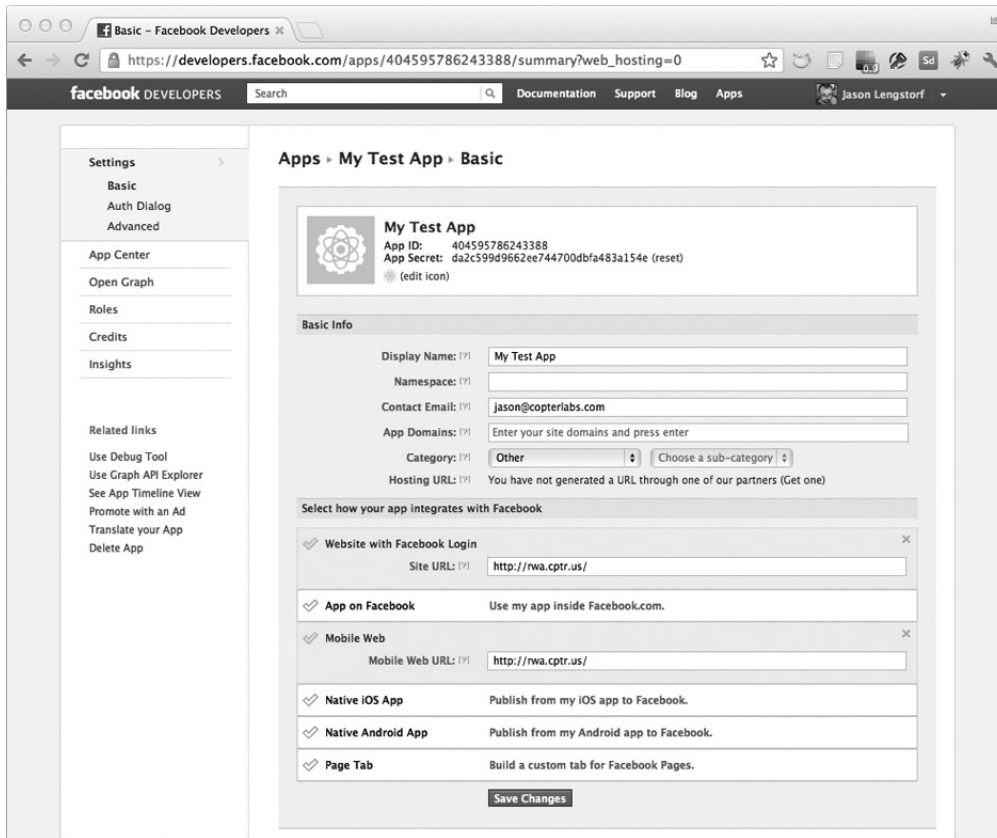 Basic – Facebook Developers ×
https://developers.facebook.com/apps/404595786243388/summary?web_hosting=0
0.9
Sd
facebook DEVELOPERS
Search
Documentation Support Blog Apps
Jason Lengstorf
Settings
Basic
Auth Dialog
Advanced
App Center
Open Graph
Roles
Credits
Insights
Related links
Use Debug Tool
Use Graph API Explorer
See App Timeline View
Promote with an Ad
Translate your App
Delete App
Apps ▸ My Test App ▸ Basic
My Test App
App ID: 404595786243388
App Secret: da2c599d9662ee744700dbfa483a154e (reset)
(edit icon)
Basic Info
Display Name: [?] My Test App
Namespace: [?]
Contact Email: [?] jason@copterlabs.com
App Domains: [?] Enter your site domains and press enter
Category: [?] Other Choose a sub-category
Hosting URL: [?] You have not generated a URL through one of our partners (Get one)
Select how your app integrates with Facebook
Website with Facebook Login ×
Site URL: [?] http://rwa.cptr.us/
App on Facebook Use my app inside Facebook.com.
Mobile Web ×
Mobile Web URL: [?] http://rwa.cptr.us/
Native iOS App Publish from my iOS app to Facebook.
Native Android App Publish from my Android app to Facebook.
Page Tab Build a custom tab for Facebook Pages.
Save Changes